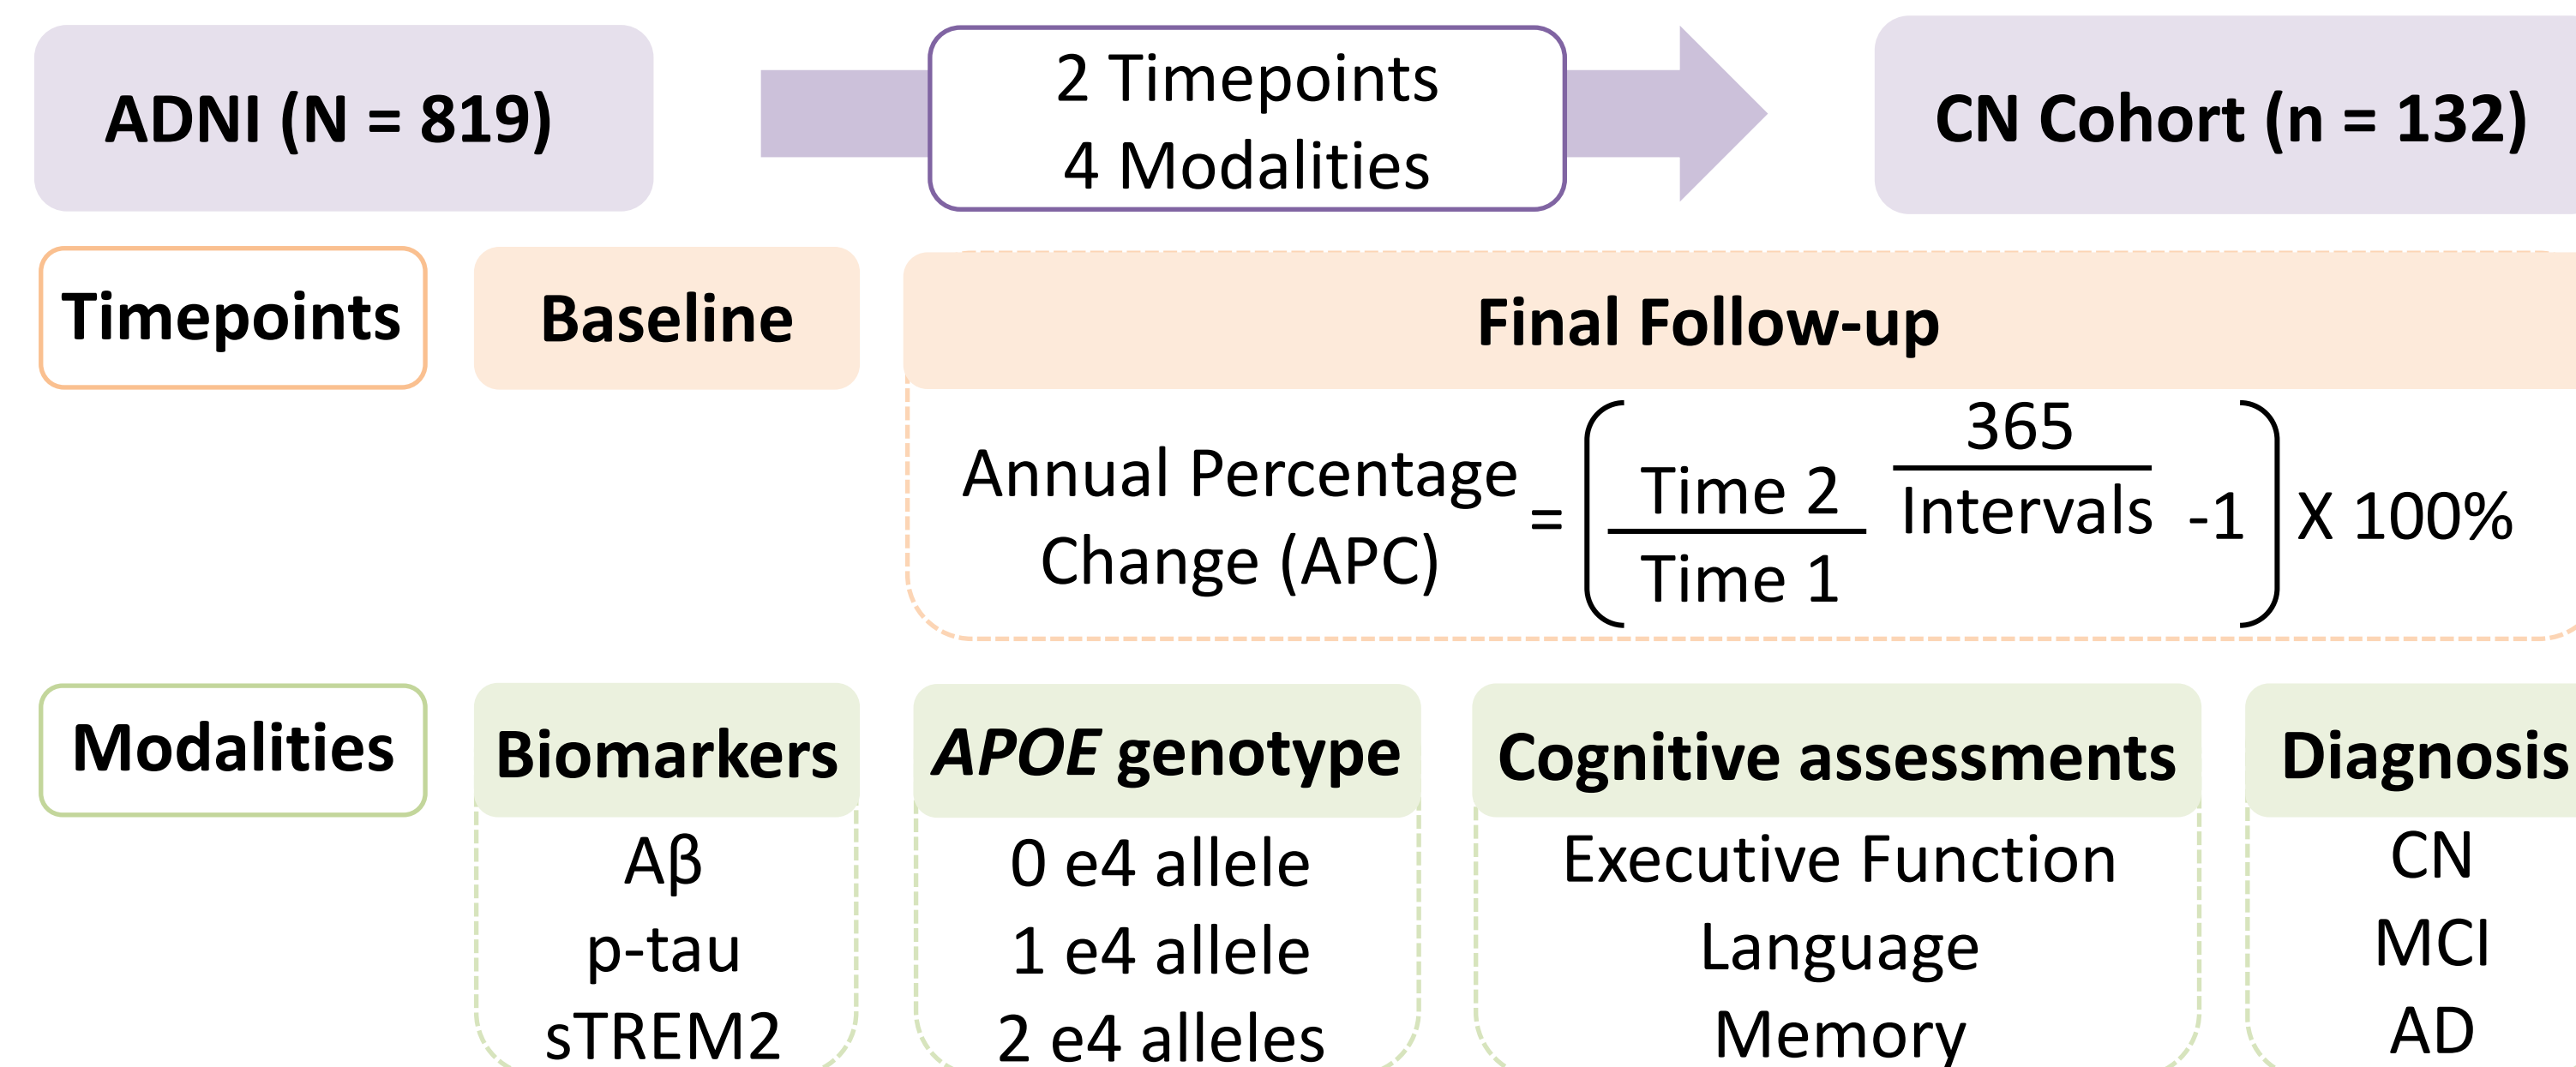 ADNI (N = 819)
2 Timepoints
4 Modalities
CN Cohort (n = 132)
Timepoints
Baseline
Final Follow-up
Annual Percentage
Change (APC)
=
Time 2
Time 1
365
Intervals
-1
X 100%
Modalities
Biomarkers
Aβ
p-tau
sTREM2
APOE genotype
0 e4 allele
1 e4 allele
2 e4 alleles
Cognitive assessments
Executive Function
Language
Memory
Diagnosis
CN
MCI
AD